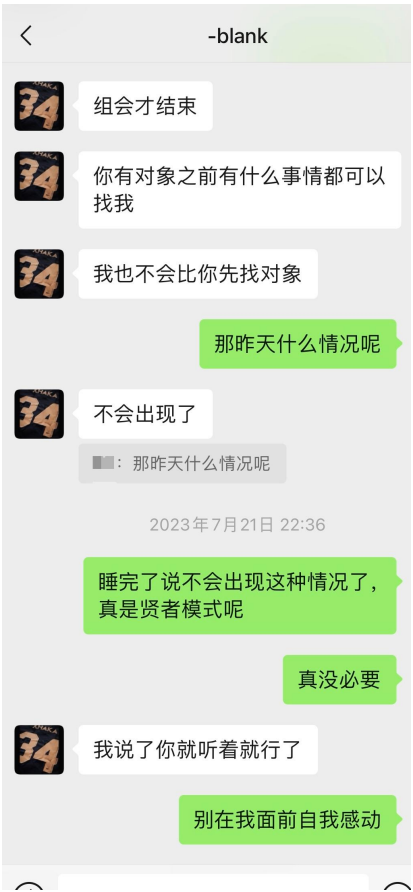 -blank
组会才结束
你有对象之前有什么事情都可以
找我
我也不会比你先找对象
那昨天什么情况呢
不会出现了
：那昨天什么情况呢
2023年7月21日 22:36
睡完了说不会出现这种情况了，
真是贤者模式呢
真没必要
我说了你就听着就行了
别在我面前自我感动